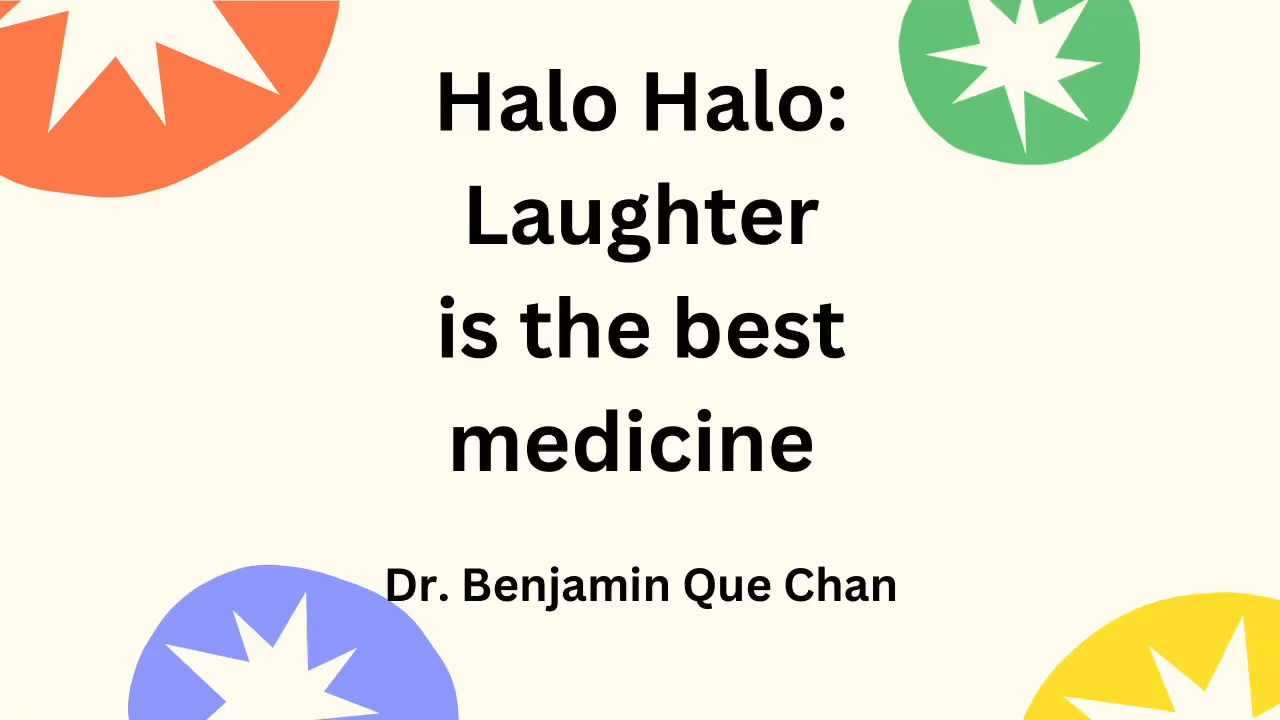 Halo Halo:
Laughter
is the best
medicine
Dr. Benjamin Que Chan